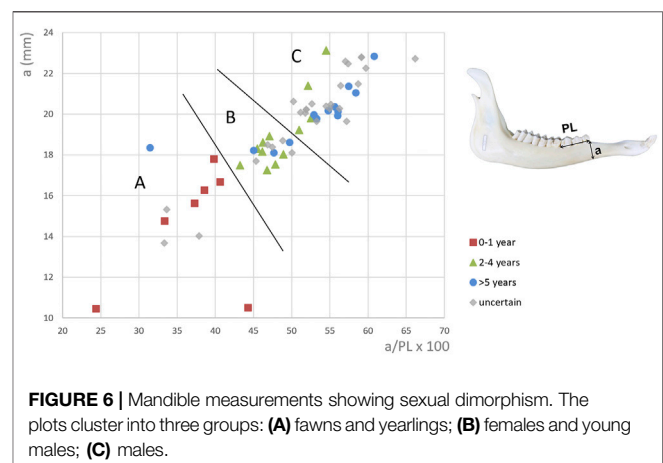 a (mm)
24
22
20
18
16
14
12
10
20 25 30 35 40 45 50 55 60 65 70
a/PL x 100
A
B
C
PL
a
0-1 year
2-4 years
>5 years
uncertain
FIGURE 6 | Mandible measurements showing sexual dimorphism. The
plots cluster into three groups: (A) fawns and yearlings; (B) females and young
males; (C) males.